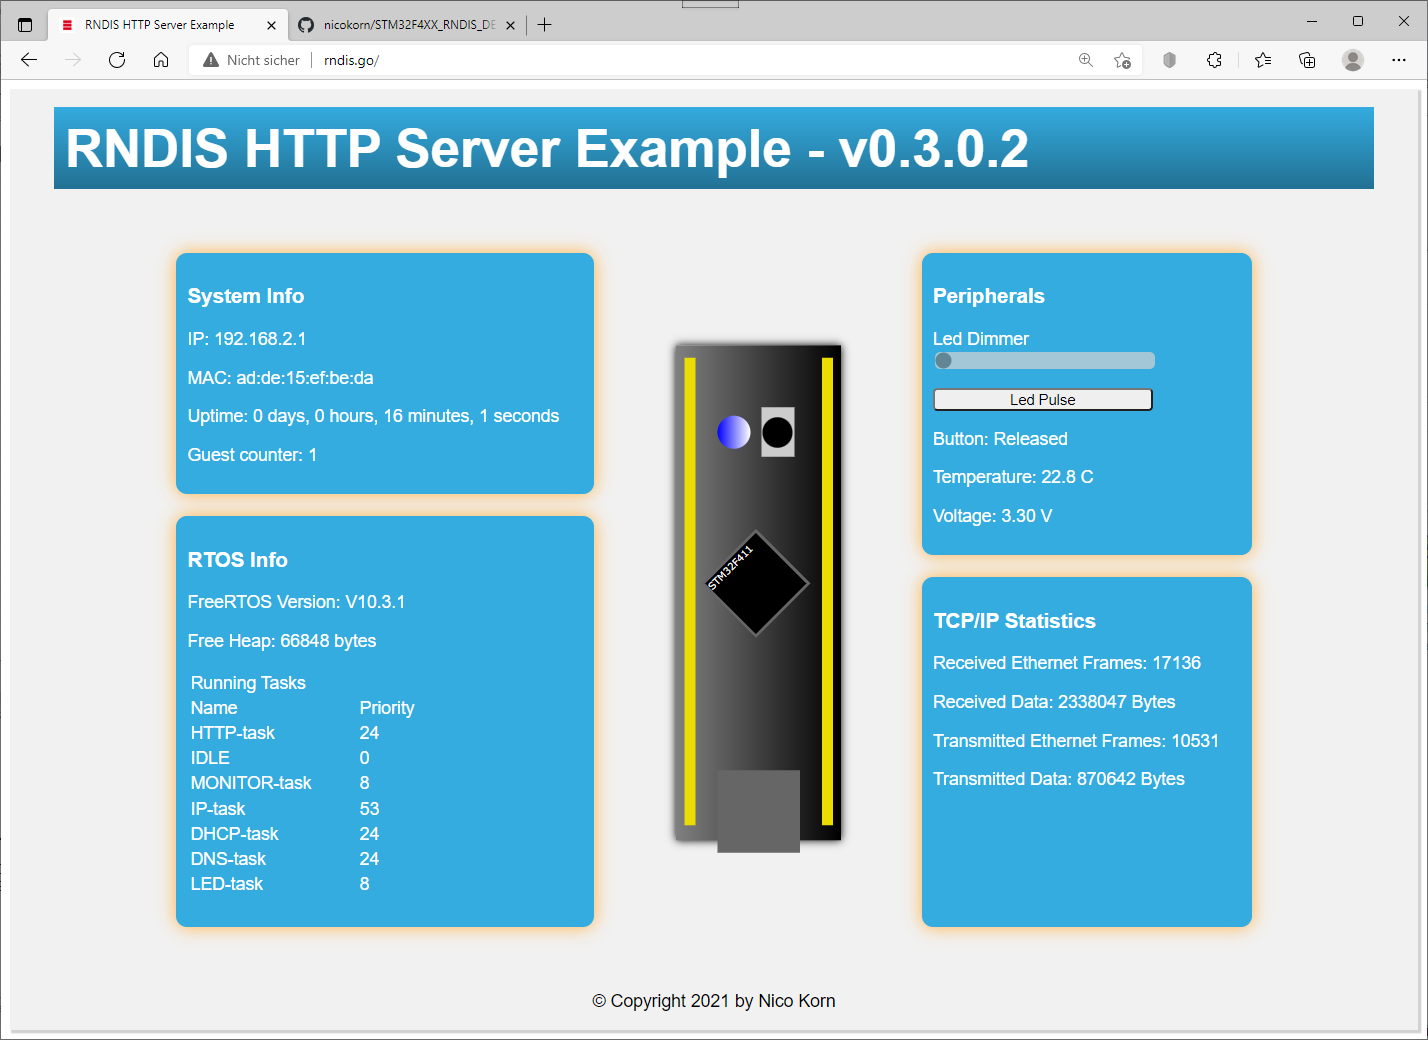 RNDIS HTTP Server Example
nicokorn/STM32F4XX_RNDIS_DE
Nicht sicher
rndis.go/
RNDIS HTTP Server Example - v0.3.0.2
System Info
IP: 192.168.2.1
MAC: ad:de:15:ef:be:da
Uptime: 0 days, 0 hours, 16 minutes, 1 seconds
Guest counter: 1
RTOS Info
FreeRTOS Version: V10.3.1
Free Heap: 66848 bytes
Running Tasks
Name Priority
HTTP-task 24
IDLE 0
MONITOR-task 8
IP-task 53
DHCP-task 24
DNS-task 24
LED-task 8
STM32F411
Peripherals
Led Dimmer
Led Pulse
Button: Released
Temperature: 22.8 C
Voltage: 3.30 V
TCP/IP Statistics
Received Ethernet Frames: 17136
Received Data: 2338047 Bytes
Transmitted Ethernet Frames: 10531
Transmitted Data: 870642 Bytes
© Copyright 2021 by Nico Korn